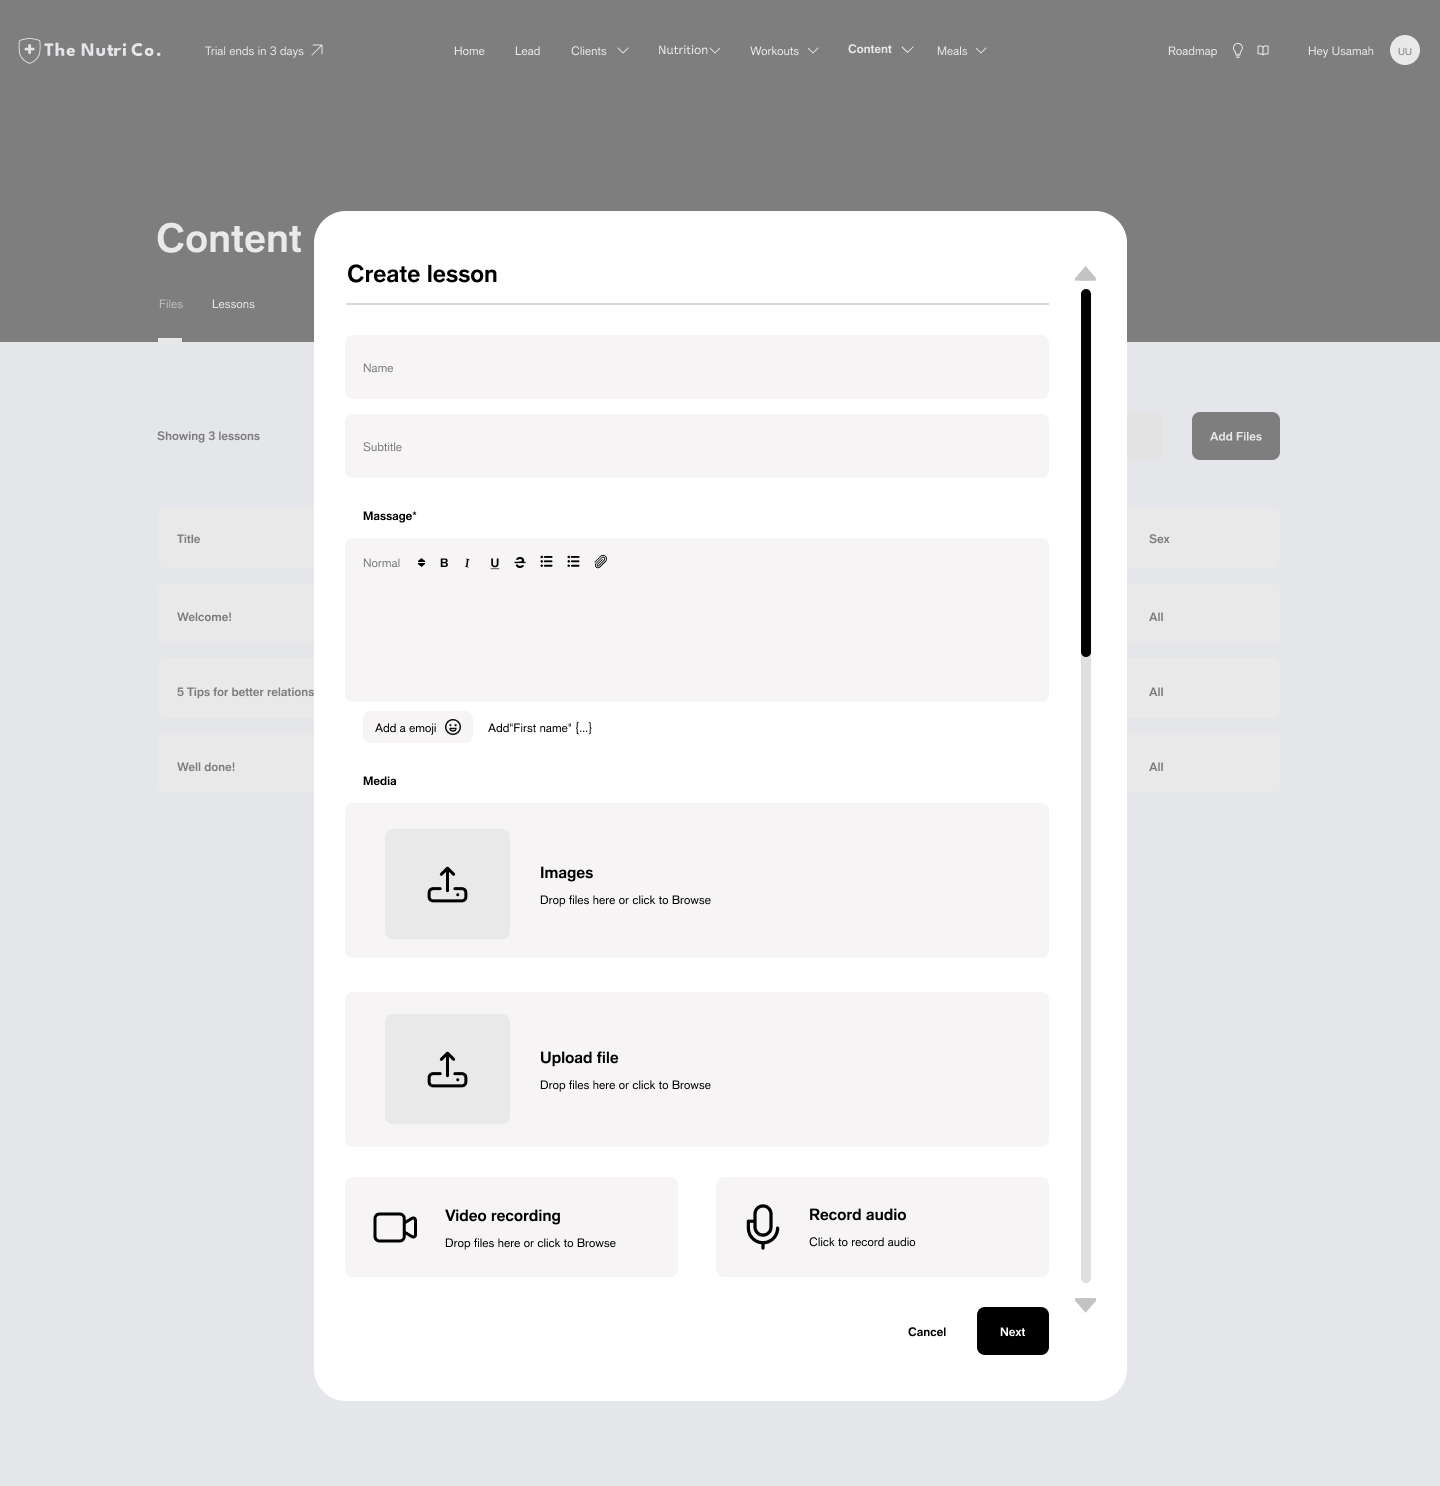 The Nutri Co.
Trial ends in 3 days
Home
Lead
Clients
Nutrition
Workouts
Content
Meals
Roadmap
Hey Usamah
UU
Content
Files
Lessons
Showing 3 lessons
Add Files
Title
Sex
Welcome!
All
5 Tips for better relations
All
Well done!
All
Create lesson
Name
Subtitle
Massage*
Normal
B I U S
Add a emoji
Add"First name" {...}
Media
Images
Drop files here or click to Browse
Upload file
Drop files here or click to Browse
Video recording
Drop files here or click to Browse
Record audio
Click to record audio
Cancel
Next